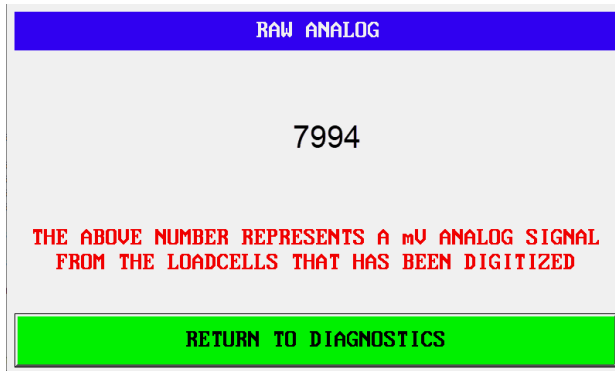 RAW ANALOG
7994
THE ABOVE NUMBER REPRESENTS A mV ANALOG SIGNAL
FROM THE LOADCELLS THAT HAS BEEN DIGITIZED
RETURN TO DIAGNOSTICS